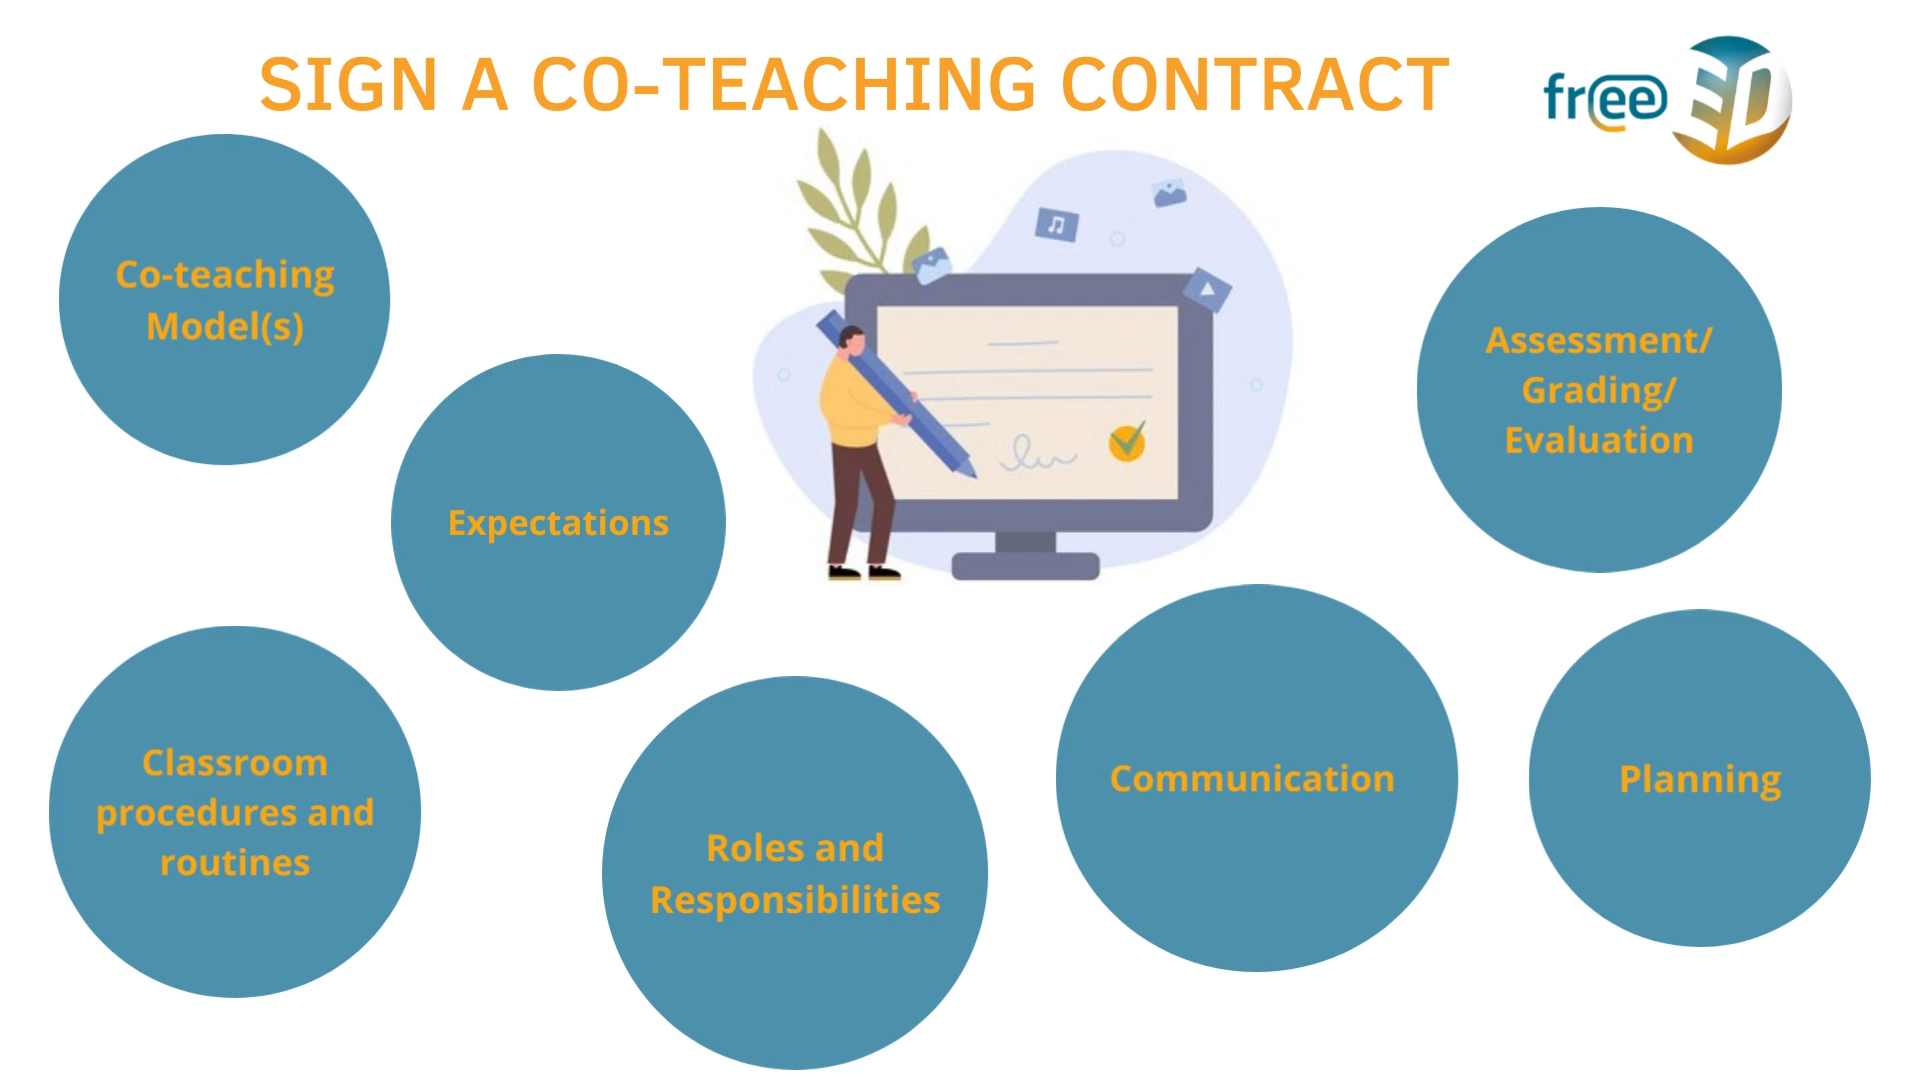 SIGN A CO-TEACHING CONTRACT
free
3D
Co-teaching
Model(s)
Expectations
Assessment/
Grading/
Evaluation
Classroom
procedures and
routines
Roles and
Responsibilities
Communication
Planning